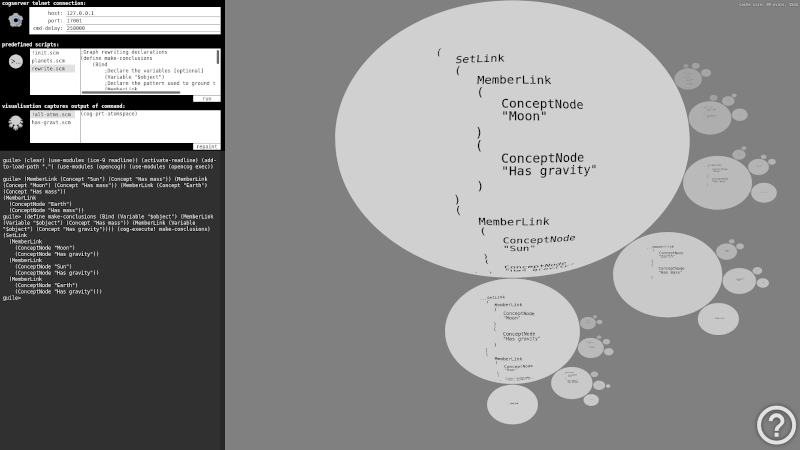 cogserver telnet connection:
host: 127.0.0.1
port: 17001
cmd-delay: 250000
predefined scripts:
!init.scm
planets.scm
rewrite.scm
;Graph rewriting declarations
(define make-conclusions
(Bind
;Declare the variables [optional]
(Variable "$object")
;Declare the pattern used to ground t
(MemberLink
run
visualisation captures output of command:
!all-atms.scm
has-gravt.scm
(cog-prt-atomspace)
repaint
guile> (clear) (use-modules (ice-9 readline)) (activate-readline) (add-
to-load-path ".") (use-modules (opencog)) (use-modules (opencog exec))
guile> (MemberLink (Concept "Sun") (Concept "Has mass")) (MemberLink
(Concept "Moon") (Concept "Has mass")) (MemberLink (Concept "Earth")
(Concept "Has mass"))
(MemberLink
(ConceptNode "Earth")
(ConceptNode "Has mass"))
guile> (define make-conclusions (Bind (Variable "$object") (MemberLink
(Variable "$object") (Concept "Has mass")) (MemberLink (Variable
"$object") (Concept "Has gravity")))) (cog-execute! make-conclusions)
(SetLink
(MemberLink
(ConceptNode "Moon")
(ConceptNode "Has gravity"))
(MemberLink
(ConceptNode "Sun")
(ConceptNode "Has gravity"))
(MemberLink
(ConceptNode "Earth")
(ConceptNode "Has gravity")))
guile>
(
SetLink
(
MemberLink
(
ConceptNode
"Moon"
)
(
ConceptNode
"Has gravity"
)
)
(
MemberLink
(
ConceptNode
"Sun"
)
(
ConceptNode
"Has gravity"
SetLink
(
MemberLink
(
ConceptNode
"Moon"
)
(
ConceptNode
"Has gravity"
)
)
(
MemberLink
(
ConceptNode
"Sun"
MemberLink
(
ConceptNode
"Earth"
)
(
ConceptNode
"Has mass"
)
?